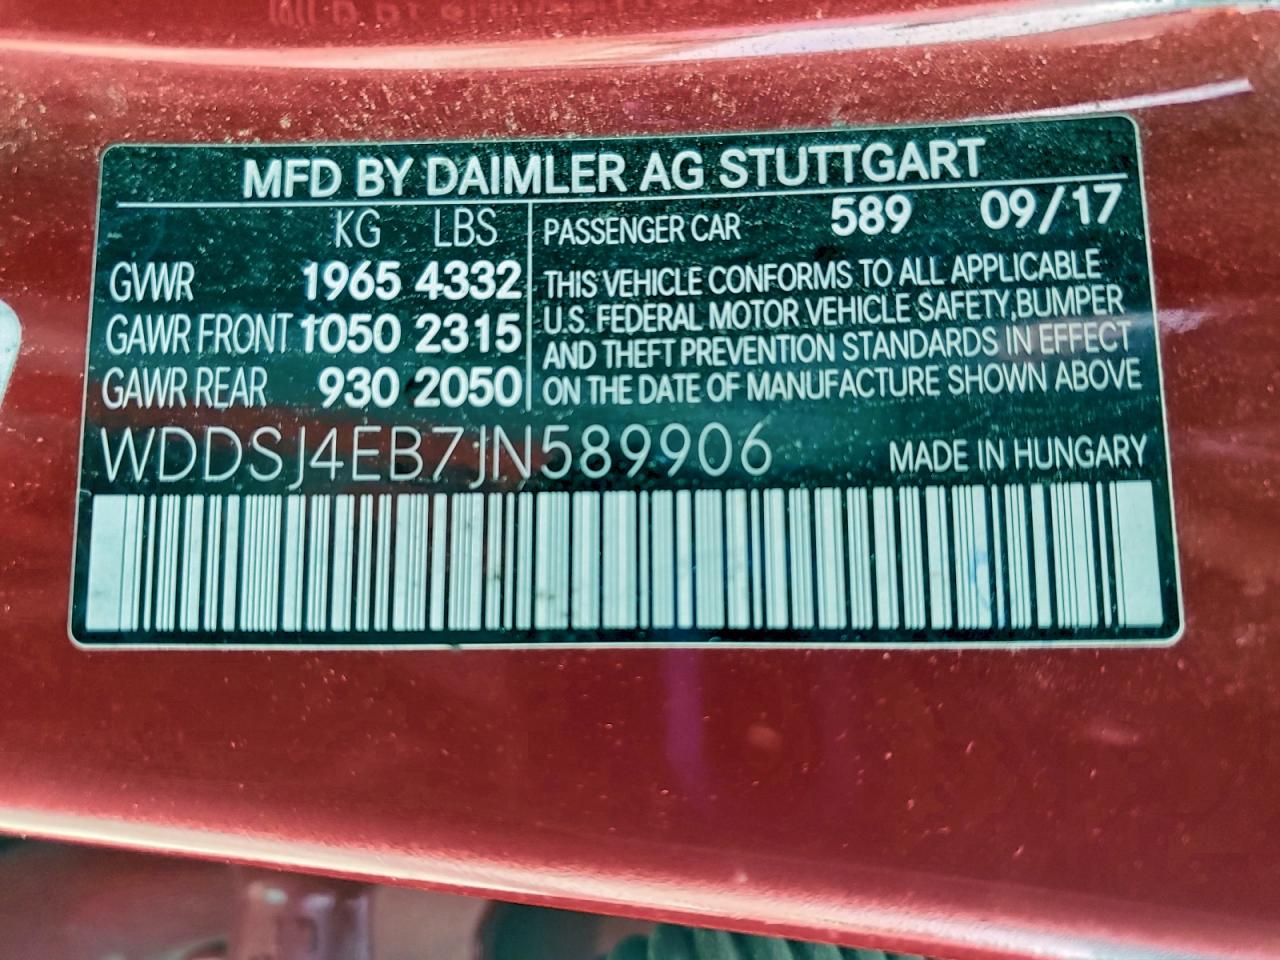 MFD BY DAIMLER AG STUTTGART
KG LBS
GVWR 1965 4332
GAWR FRONT 1050 2315
GAWR REAR 930 2050
PASSENGER CAR 589 09/17
THIS VEHICLE CONFORMS TO ALL APPLICABLE
U.S. FEDERAL MOTOR VEHICLE SAFETY,BUMPER
AND THEFT PREVENTION STANDARDS IN EFFECT
ON THE DATE OF MANUFACTURE SHOWN ABOVE
WDDSJ4EB7JN589906 MADE IN HUNGARY